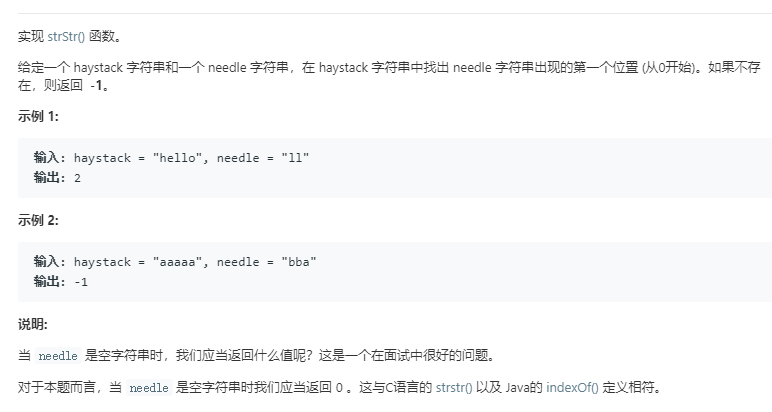 实现 strStr() 函数。
给定一个 haystack 字符串和一个 needle 字符串，在 haystack 字符串中找出 needle 字符串出现的第一个位置 (从0开始)。如果不存
在，则返回  -1。
示例 1:
输入: haystack = "hello", needle = "ll"
输出: 2
示例 2:
输入: haystack = "aaaaa", needle = "bba"
输出: -1
说明:
当 needle 是空字符串时，我们应当返回什么值呢？这是一个在面试中很好的问题。
对于本题而言，当 needle 是空字符串时我们应当返回 0 。这与C语言的 strstr() 以及 Java的 indexOf() 定义相符。